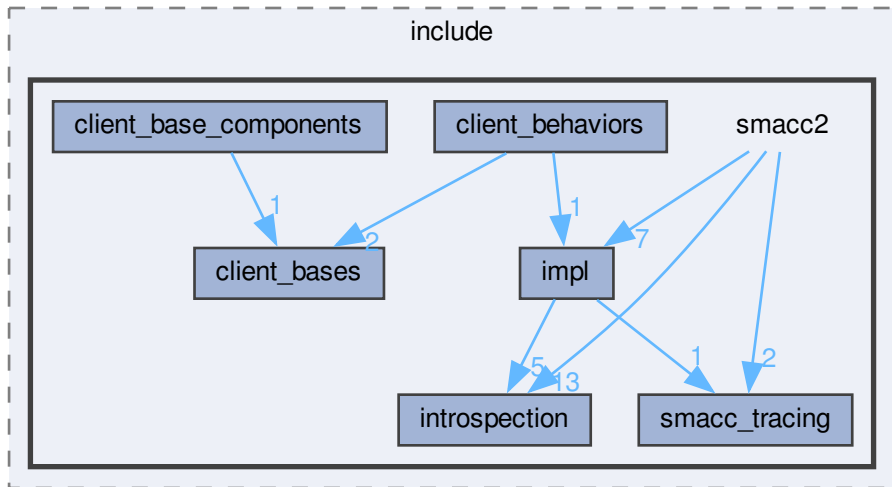 include
client_base_components
client_behaviors
smacc2
1
1
2
7
client_bases
impl
5
13
1
2
introspection
smacc_tracing